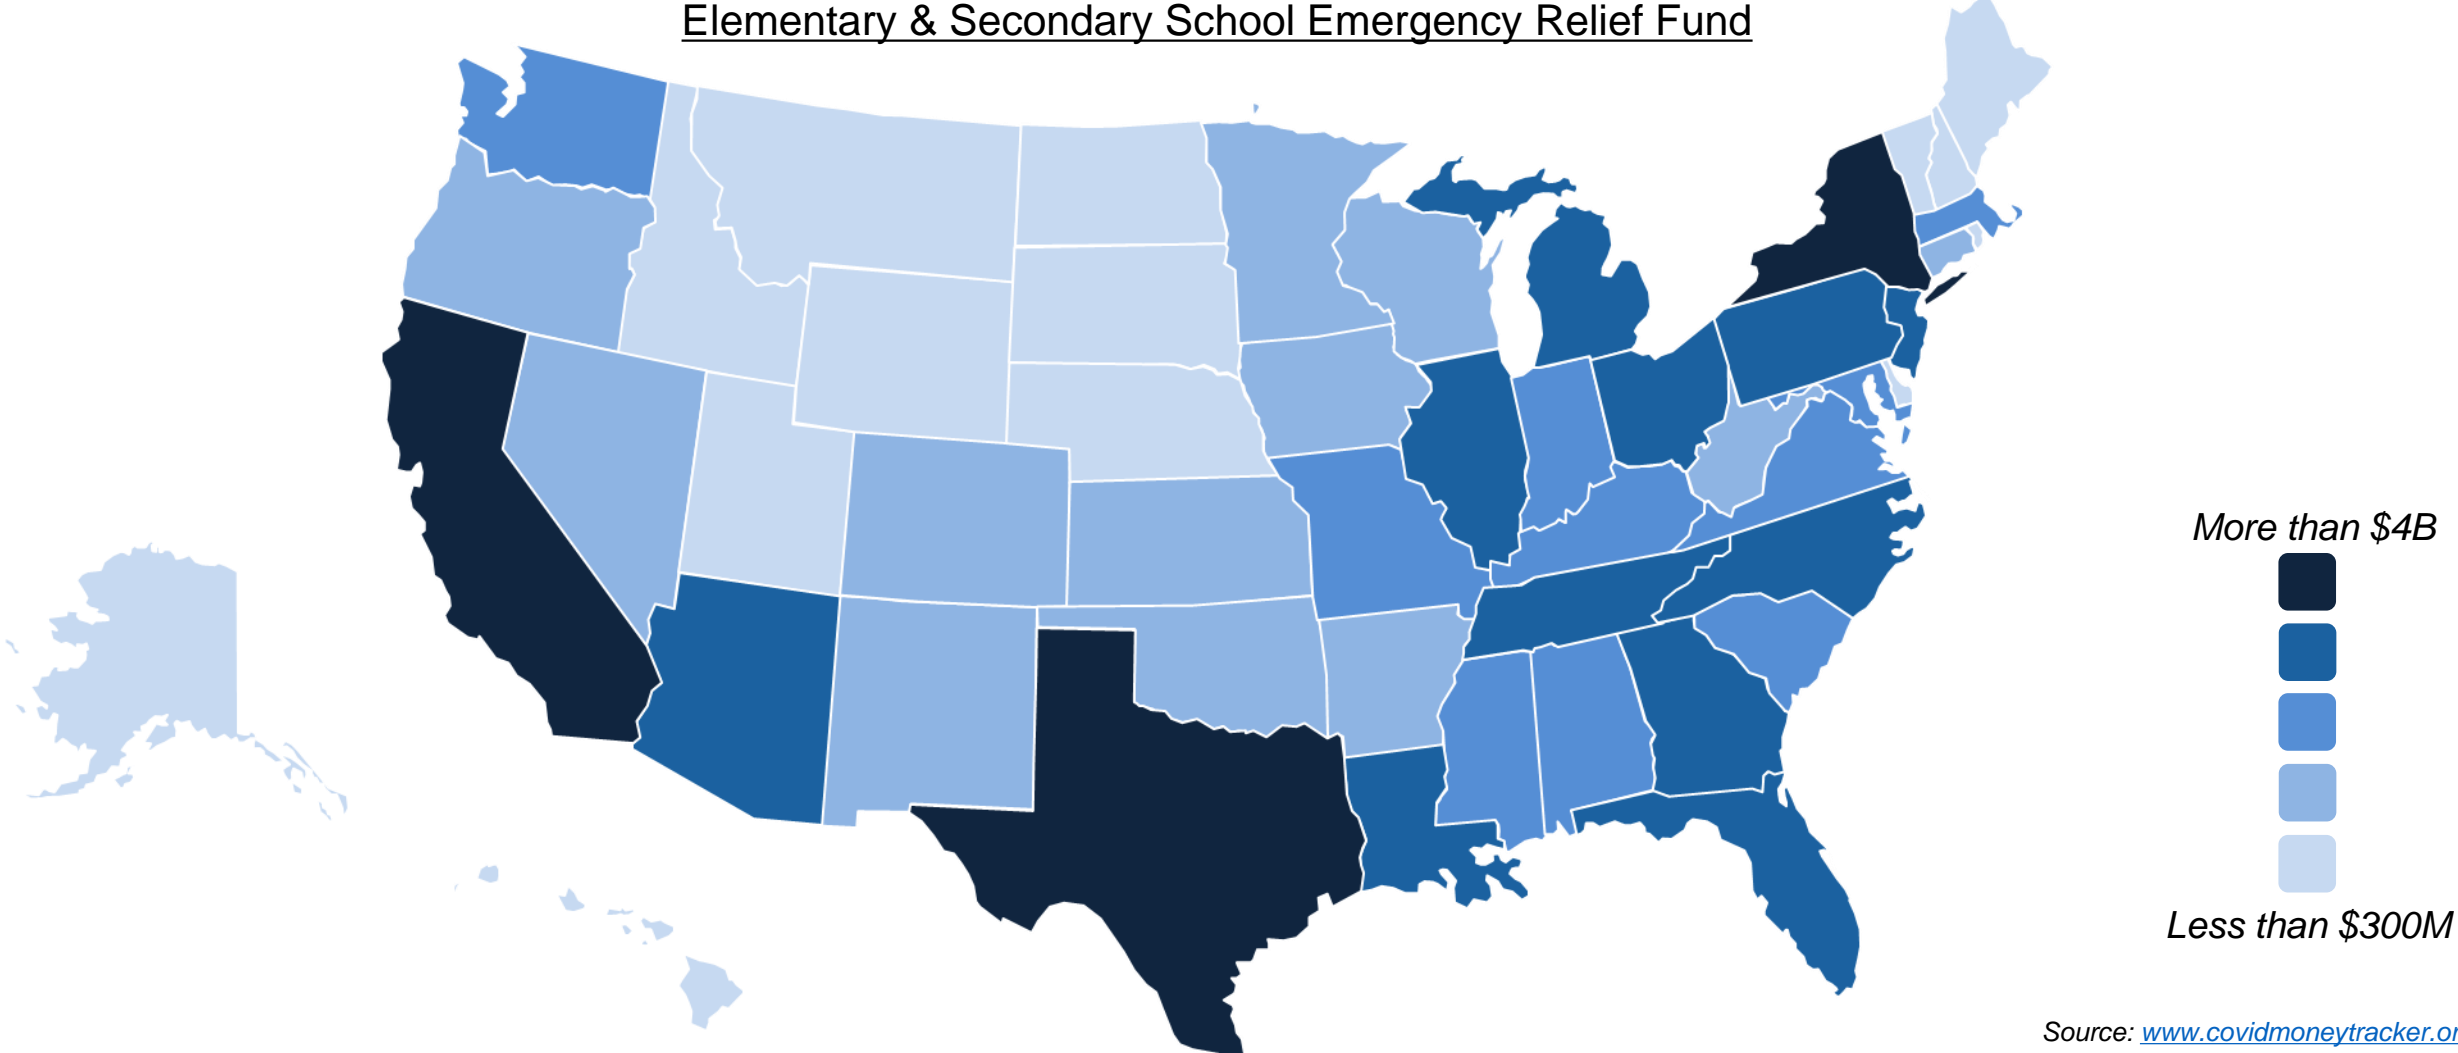 Elementary & Secondary School Emergency Relief Fund
More than $4B
Less than $300M
Source: www.covidmoneytracker.or